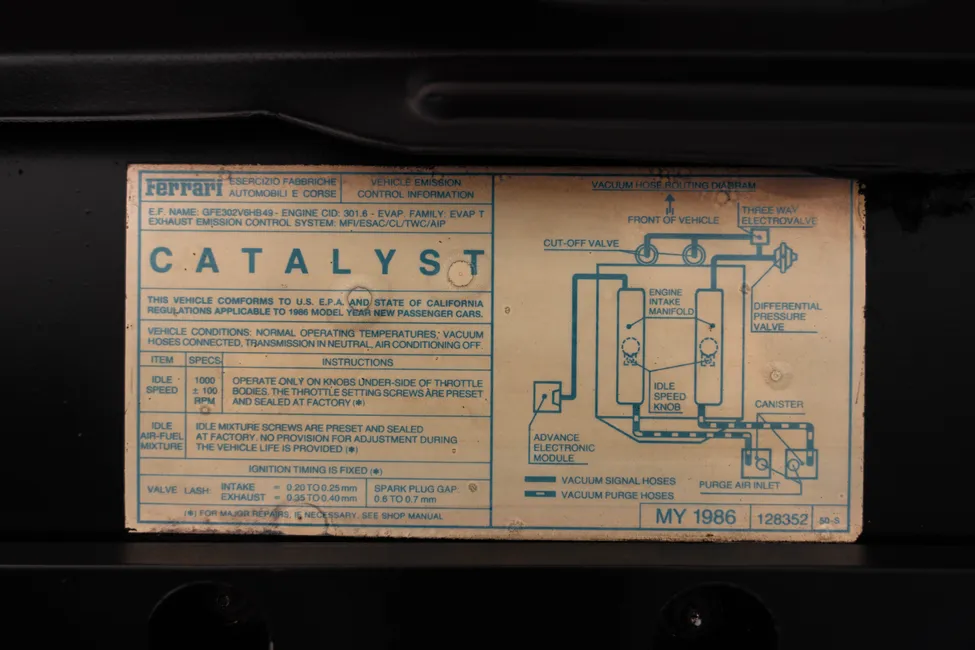 Ferrari
ESERCIZIO FABBRICHE
AUTOMOBILI E CORSE
VEHICLE EMISSION
CONTROL INFORMATION
E.F. NAME: GFE302V6HB49 - ENGINE CID: 301.6 - EVAP. FAMILY: EVAP T
EXHAUST EMISSION CONTROL SYSTEM: MFI/ESAC/CL/TWC/AIP
CATALYST
THIS VEHICLE COMFORMS TO U.S. E.P.A. AND STATE OF CALIFORNIA
REGULATIONS APPLICABLE TO 1986 MODEL YEAR NEW PASSENGER CARS.
VEHICLE CONDITIONS: NORMAL OPERATING TEMPERATURES, VACUUM
HOSES CONNECTED, TRANSMISSION IN NEUTRAL, AIR CONDITIONING OFF.
ITEM
SPECS
INSTRUCTIONS
IDLE
SPEED
1000
± 100
RPM
OPERATE ONLY ON KNOBS UNDER-SIDE OF THROTTLE
BODIES. THE THROTTLE SETTING SCREWS ARE PRESET
AND SEALED AT FACTORY (✱)
IDLE
AIR-FUEL
MIXTURE
IDLE MIXTURE SCREWS ARE PRESET AND SEALED
AT FACTORY. NO PROVISION FOR ADJUSTMENT DURING
THE VEHICLE LIFE IS PROVIDED (✱)
IGNITION TIMING IS FIXED (✱)
VALVE LASH:
INTAKE = 0.20 TO 0.25 mm
EXHAUST = 0.35 TO 0.40 mm
SPARK PLUG GAP:
0.6 TO 0.7 mm
(✱) FOR MAJOR REPAIRS, IF NECESSARY, SEE SHOP MANUAL
VACUUM HOSE ROUTING DIAGRAM
FRONT OF VEHICLE
THREE WAY
ELECTROVALVE
CUT-OFF VALVE
ENGINE
INTAKE
MANIFOLD
DIFFERENTIAL
PRESSURE
VALVE
IDLE
SPEED
KNOB
CANISTER
ADVANCE
ELECTRONIC
MODULE
PURGE AIR INLET
VACUUM SIGNAL HOSES
VACUUM PURGE HOSES
MY 1986
128352
50-S